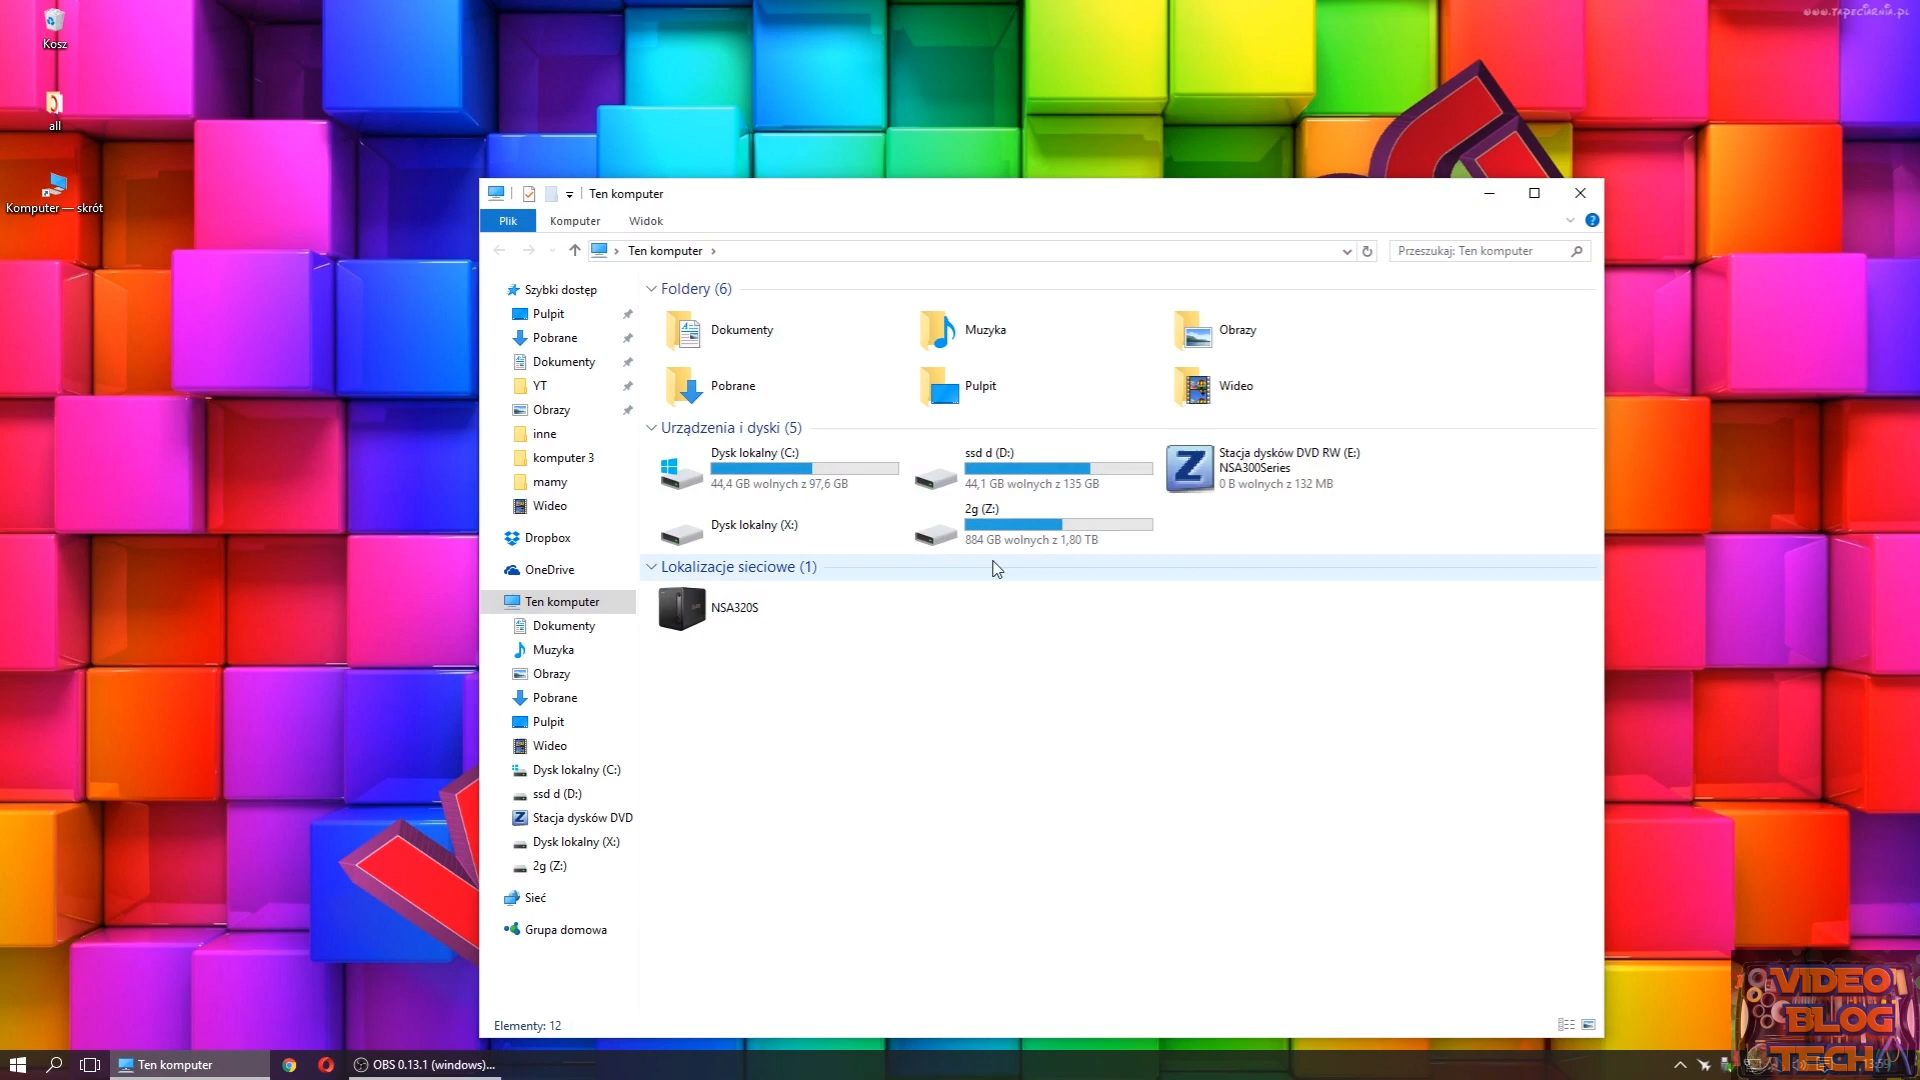 www.tapeciarnia.pl
Kosz
all
Komputer — skrót
Ten komputer
Plik Komputer Widok
Ten komputer
Przeszukaj: Ten komputer
Szybki dostęp
Pulpit
Pobrane
Dokumenty
YT
Obrazy
inne
komputer 3
mamy
Wideo
Dropbox
OneDrive
Ten komputer
Dokumenty
Muzyka
Obrazy
Pobrane
Pulpit
Wideo
Dysk lokalny (C:)
ssd d (D:)
Stacja dysków DVD
Dysk lokalny (X:)
2g (Z:)
Sieć
Grupa domowa
Foldery (6)
Dokumenty
Muzyka
Obrazy
Pobrane
Pulpit
Wideo
Urządzenia i dyski (5)
Dysk lokalny (C:)
44,4 GB wolnych z 97,6 GB
ssd d (D:)
44,1 GB wolnych z 135 GB
Z
Stacja dysków DVD RW (E:)
NSA300Series
0 B wolnych z 132 MB
Dysk lokalny (X:)
2g (Z:)
884 GB wolnych z 1,80 TB
Lokalizacje sieciowe (1)
NSA320S
Elementy: 12
Ten komputer
OBS 0.13.1 (windows)...
VIDEO
BLOG
TECH